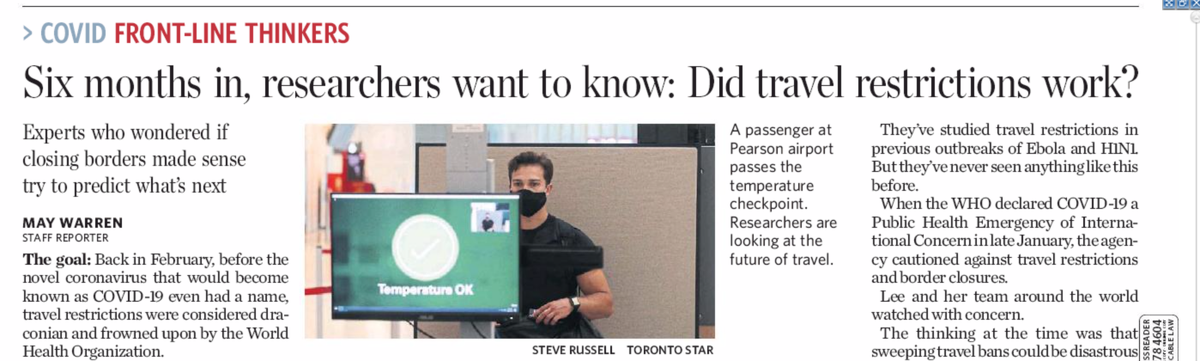 > COVID FRONT-LINE THINKERS
Six months in, researchers want to know: Did travel restrictions work?
Experts who wondered if
closing borders made sense
try to predict what's next
MAY WARREN
STAFF REPORTER
The goal: Back in February, before the
novel coronavirus that would become
known as COVID-19 even had a name,
travel restrictions were considered dra-
conian and frowned upon by the World
Health Organization.
Temperature OK
STEVE RUSSELL TORONTO STAR
A passenger at
Pearson airport
passes the
temperature
checkpoint.
Researchers are
looking at the
future of travel.
They've studied travel restrictions in
previous outbreaks of Ebola and H1N1.
But they've never seen anything like this
before.
When the WHO declared COVID-19 a
Public Health Emergency of Interna-
tional Concern in late January, the agen-
cy cautioned against travel restrictions
and border closures.
Lee and her team around the world
watched with concern.
The thinking at the time was that
sweeping travel bans could be disastrous
SSREADER
78 4604
CABLE LAW